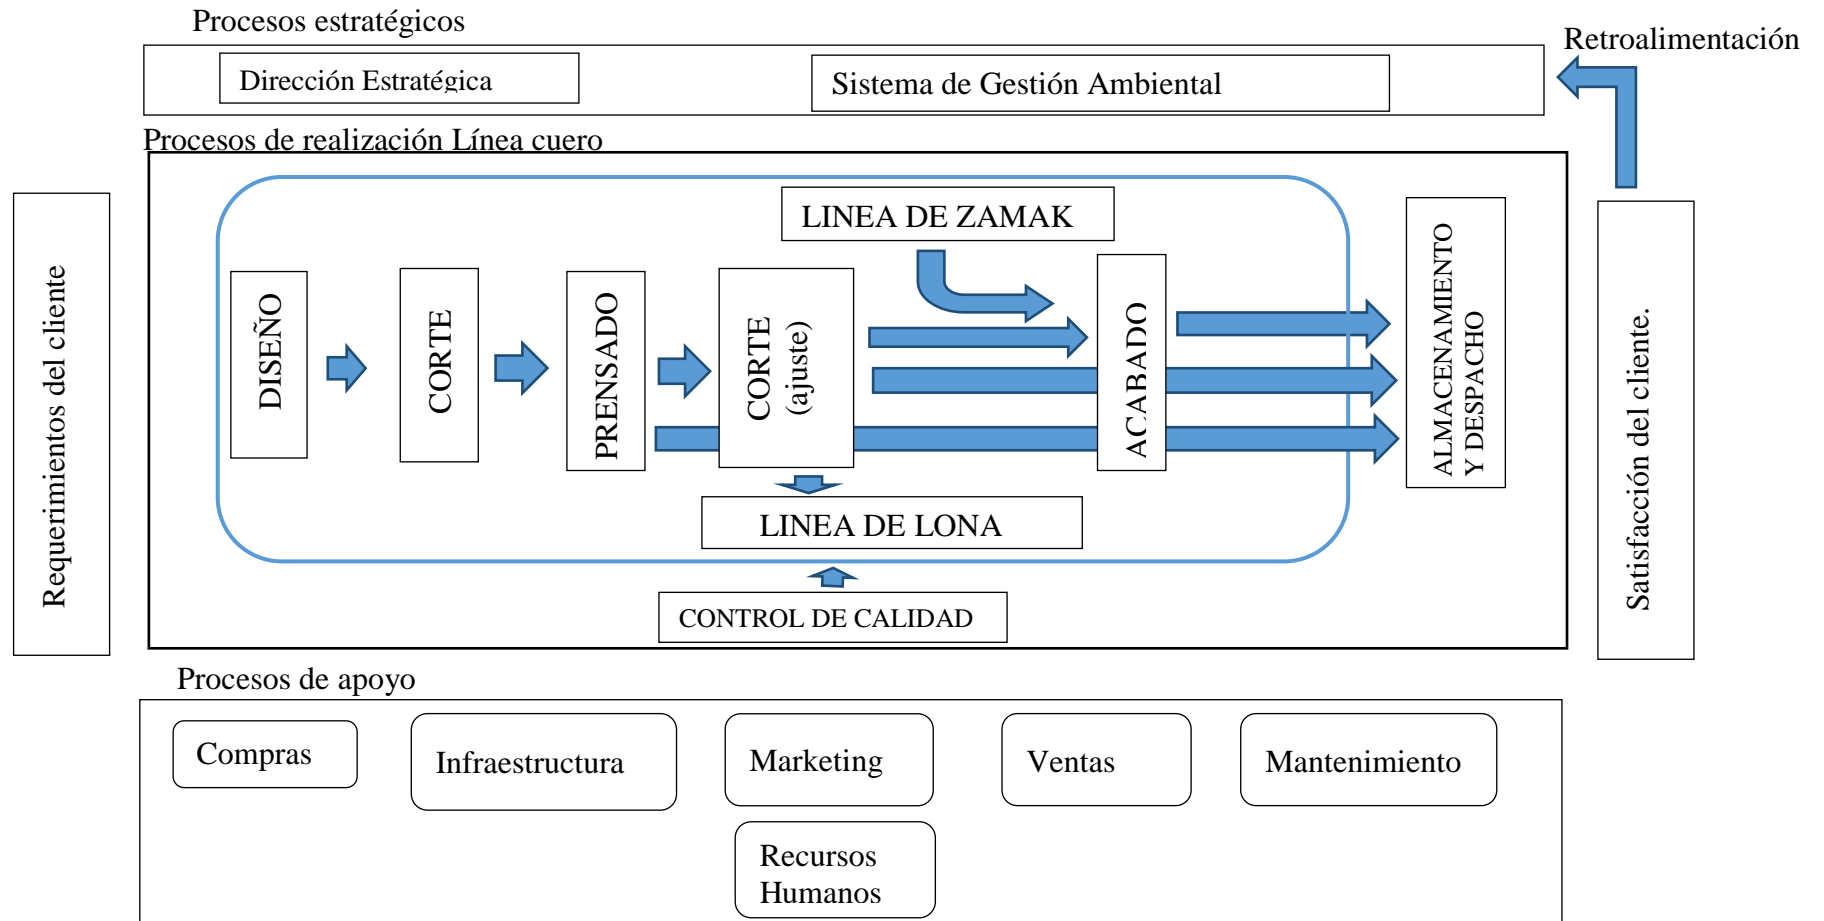 Procesos estratégicos
Retroalimentación
Dirección Estratégica
Sistema de Gestión Ambiental
Procesos de realización Línea cuero
Requerimientos del cliente
LINEA DE ZAMAK
DISEÑO
CORTE
PRENSADO
CORTE
(ajuste)
ACABADO
ALMACENAMIENTO
Y DESPACHO
Satisfacción del cliente.
LINEA DE LONA
CONTROL DE CALIDAD
Procesos de apoyo
Compras
Infraestructura
Marketing
Ventas
Mantenimiento
Recursos
Humanos